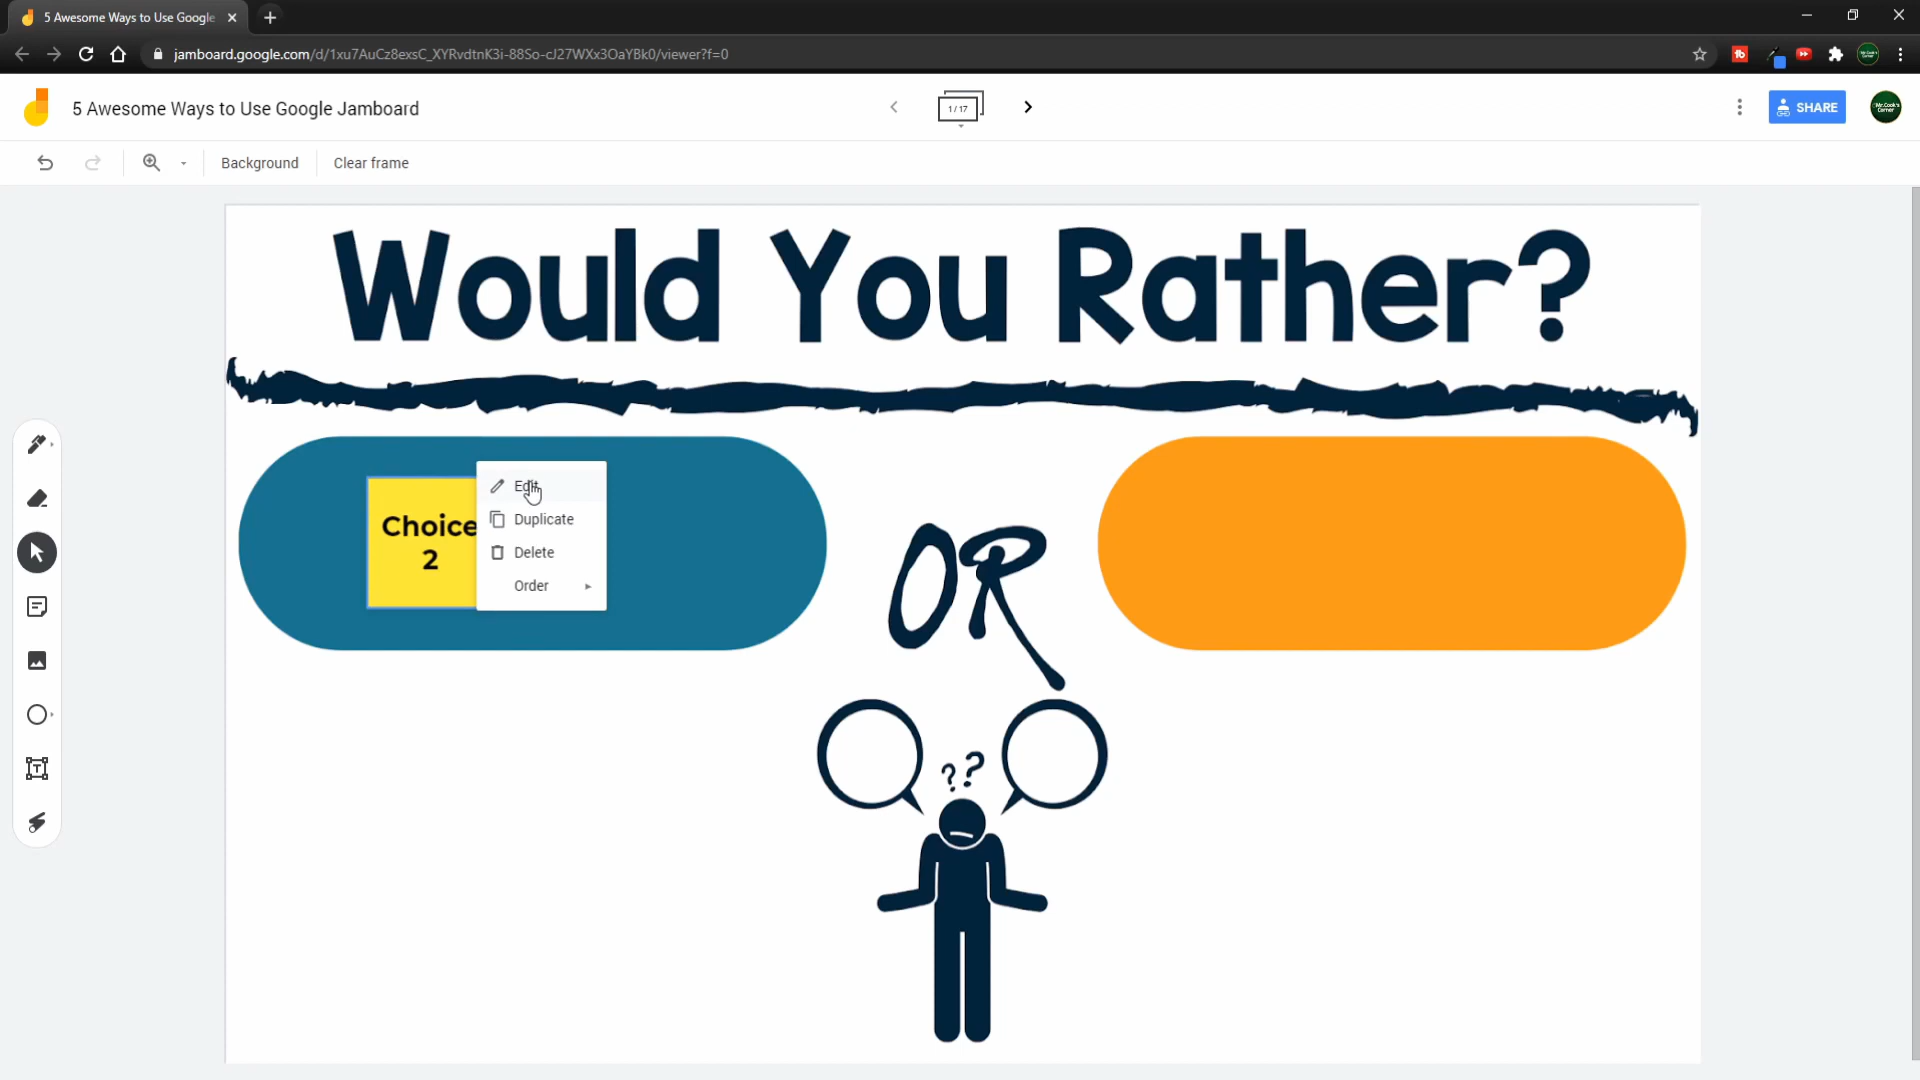 5 Awesome Ways to Use Google
jamboard.google.com/d/1xu7AuCz8exsC_XYRvdtnK3i-88So-cJ27WXx3OaYBk0/viewer?f=0
5 Awesome Ways to Use Google Jamboard
1 / 17
SHARE
Background
Clear frame
Would You Rather?
Choice
2
Edit
Duplicate
Delete
Order
OR
? ?